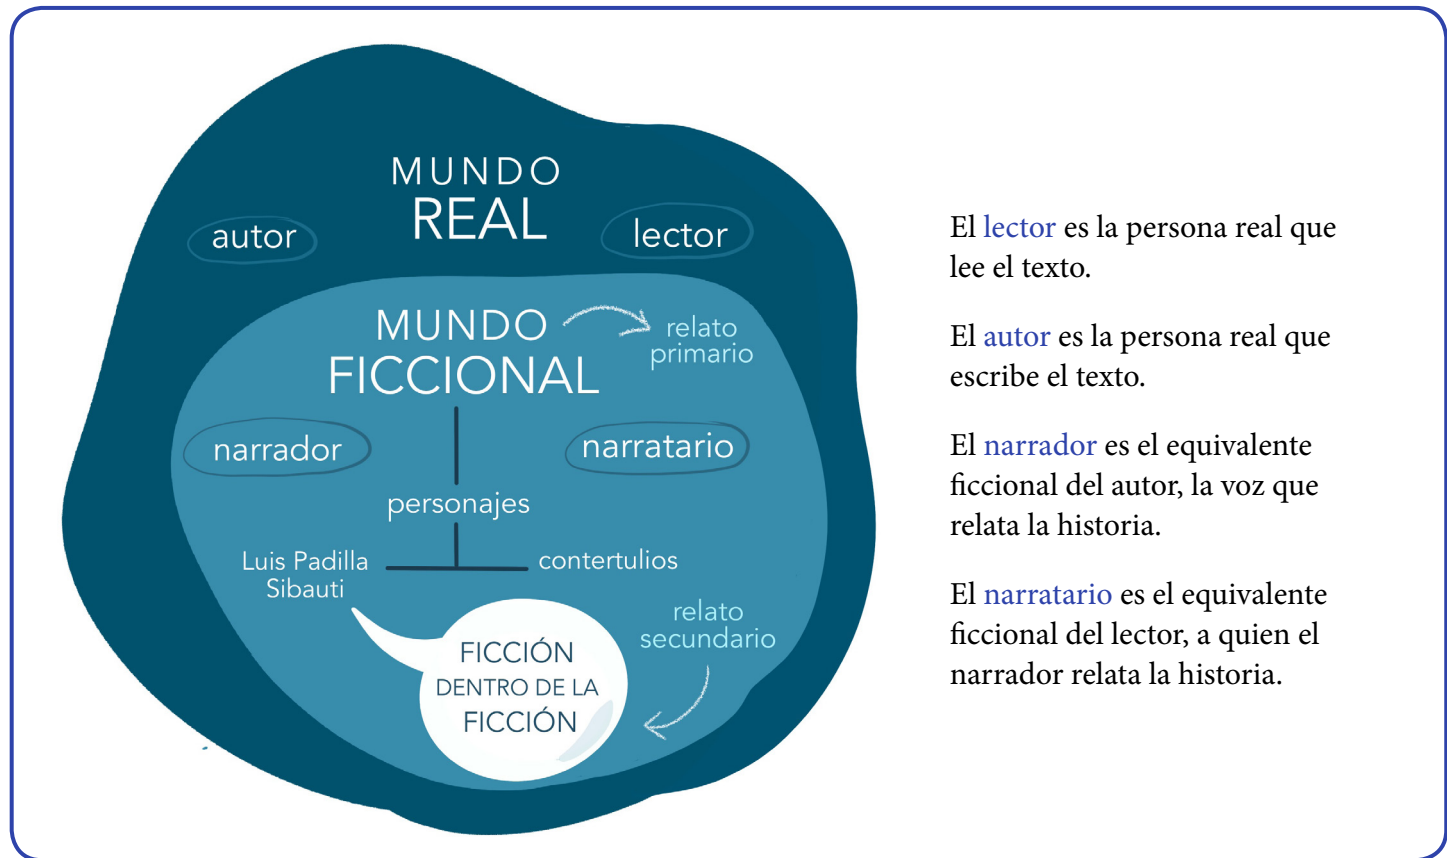 MUNDO
REAL
autor
lector
MUNDO
FICCIONAL
relato
primario
narrador
narratario
personajes
Luis Padilla
Sibauti
contertulios
relato
secundario
FICCIÓN
DENTRO DE LA
FICCIÓN
El lector es la persona real que
lee el texto.
El autor es la persona real que
escribe el texto.
El narrador es el equivalente
ficcional del autor, la voz que
relata la historia.
El narratario es el equivalente
ficcional del lector, a quien el
narrador relata la historia.